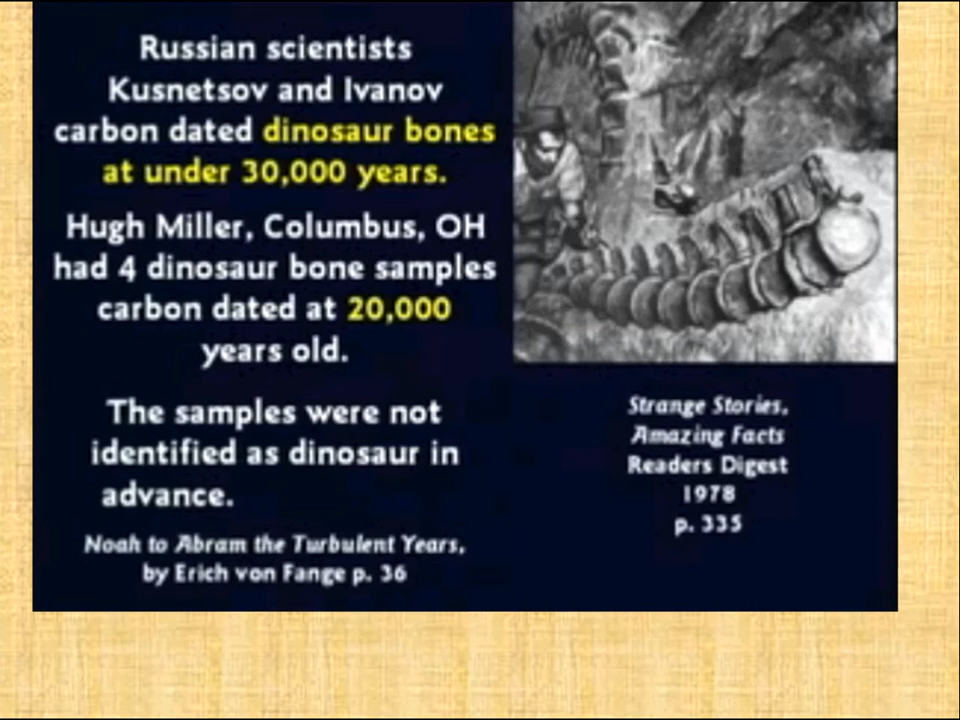 Russian scientists
Kusnetsov and Ivanov
carbon dated dinosaur bones
at under 30,000 years.
Hugh Miller, Columbus, OH
had 4 dinosaur bone samples
carbon dated at 20,000
years old.
The samples were not
identified as dinosaur in
advance.
Noah to Abram the Turbulent Years,
by Erich von Fange p. 36
Strange Stories,
Amazing Facts
Readers Digest
1978
p. 335